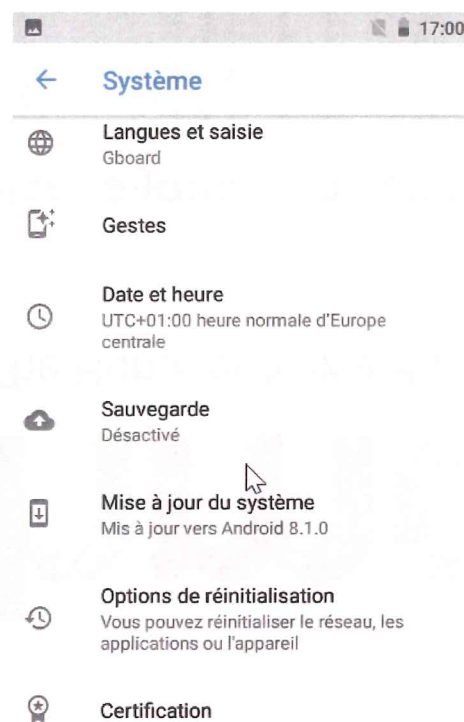 17:00
Système
Langues et saisie
Gboard
Gestes
Date et heure
UTC+01:00 heure normale d'Europe
centrale
Sauvegarde
Désactivé
Mise à jour du système
Mis à jour vers Android 8.1.0
Options de réinitialisation
Vous pouvez réinitialiser le réseau, les
applications ou l'appareil
Certification